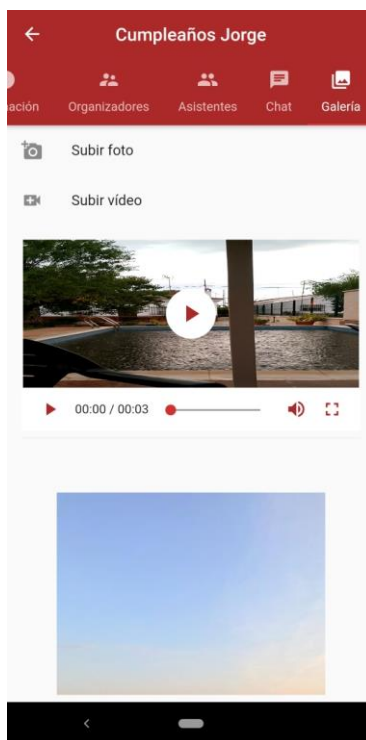 Cumpleaños Jorge
ación Organizadores Asistentes Chat Galería
Subir foto
Subir vídeo
00:00 / 00:03